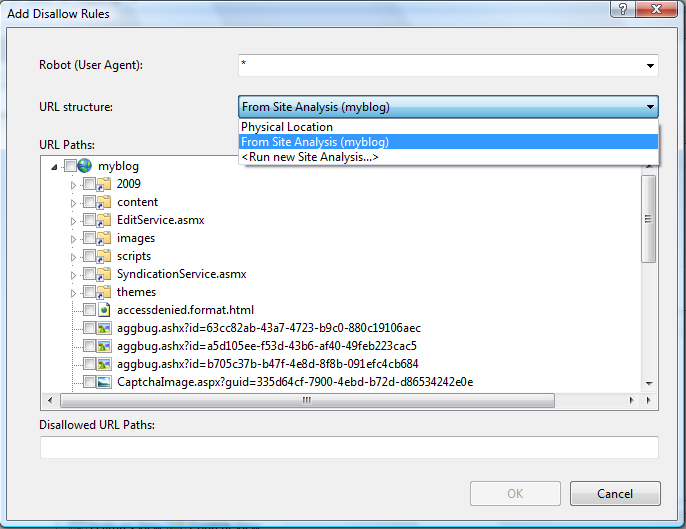 Add Disallow Rules
Robot (User Agent):
*
URL structure:
From Site Analysis (myblog)
Physical Location
From Site Analysis (myblog)
<Run new Site Analysis...>
URL Paths:
myblog
2009
content
EditService.asmx
images
scripts
SyndicationService.asmx
themes
accessdenied.format.html
aggbug.ashx?id=63cc82ab-43a7-4723-b9c0-880c19106aec
aggbug.ashx?id=a5d105ee-f53d-43b6-af40-49feb223cac5
aggbug.ashx?id=b705c37b-b47f-4e8d-8f8b-091efc4cb684
CaptchaImage.aspx?guid=335d64cf-7900-4ebd-b72d-d86534242e0e
Disallowed URL Paths:
OK
Cancel